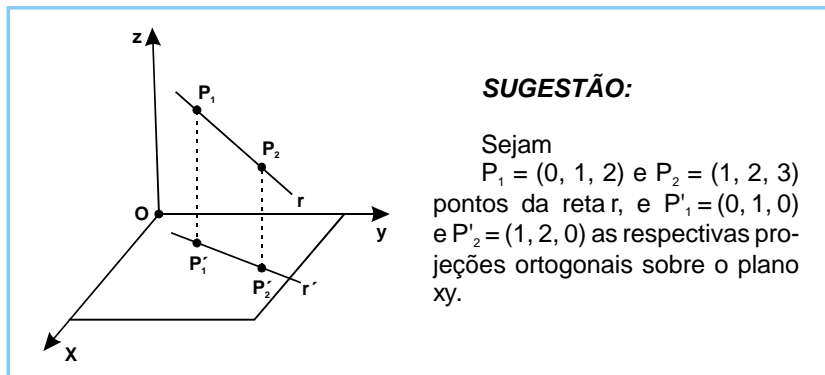 z
P₁
P₂
r
O
y
P´₁
P´₂
r´
X
SUGESTÃO:
Sejam
P₁ = (0, 1, 2) e P₂ = (1, 2, 3)
pontos da reta r, e P'₁ = (0, 1, 0)
e P'₂ = (1, 2, 0) as respectivas pro-
jeções ortogonais sobre o plano
xy.